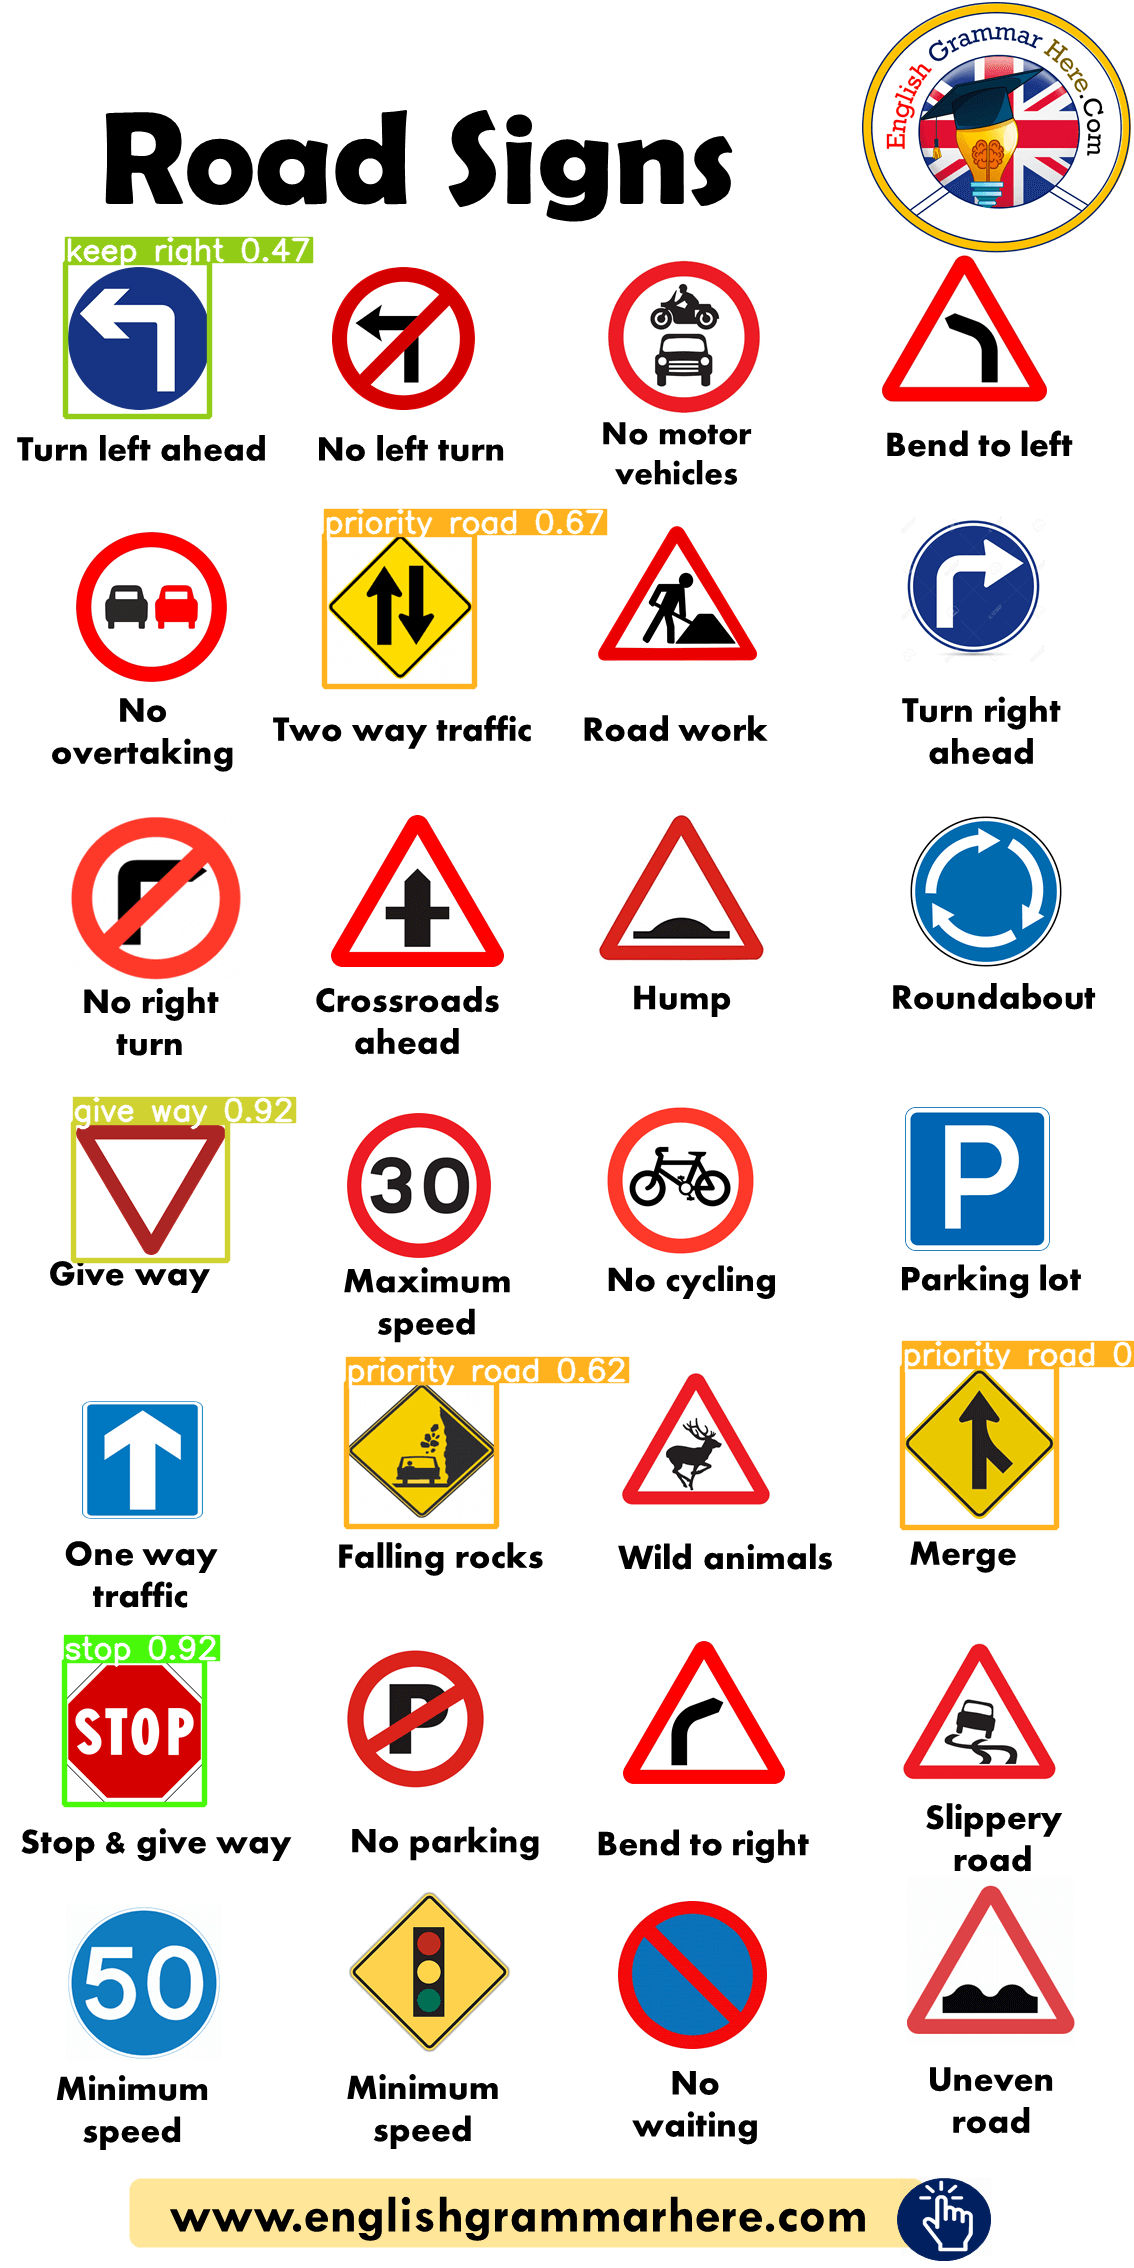 English Grammar Here.Com
Road Signs
keep right 0.47
Turn left ahead
No left turn
No motor
vehicles
Bend to left
priority road 0.67
No
overtaking
Two way traffic
Road work
Turn right
ahead
No right
turn
Crossroads
ahead
Hump
Roundabout
give way 0.92
30
P
Give way
Maximum
speed
No cycling
Parking lot
priority road 0.62
priority road 0
One way
traffic
Falling rocks
Wild animals
Merge
stop 0.92
STOP
P
Stop & give way
No parking
Bend to right
Slippery
road
50
Minimum
speed
Minimum
speed
No
waiting
Uneven
road
www.englishgrammarhere.com